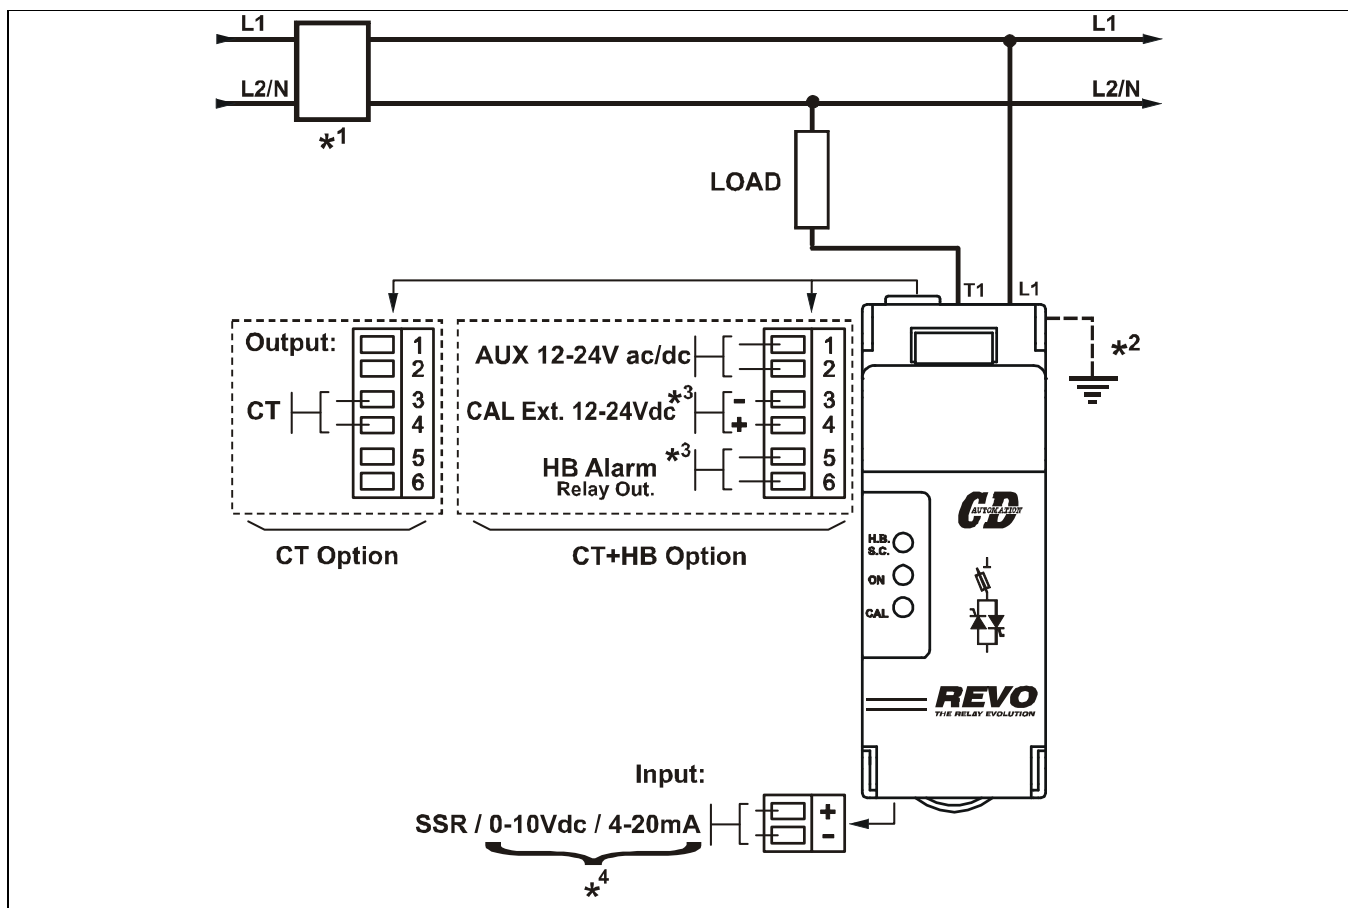 L1
L1
L2/N
L2/N
*1
LOAD
T1
L1
Output:
1
2
CT
3
4
5
6
CT Option
AUX 12-24V ac/dc
1
2
CAL Ext. 12-24Vdc*3
-
3
+
4
HB Alarm *3
Relay Out.
5
6
CT+HB Option
*2
CD
AUTOMATION
H.B.
S.C.
ON
CAL
REVO
THE RELAY EVOLUTION
Input:
SSR / 0-10Vdc / 4-20mA
+
-
*4